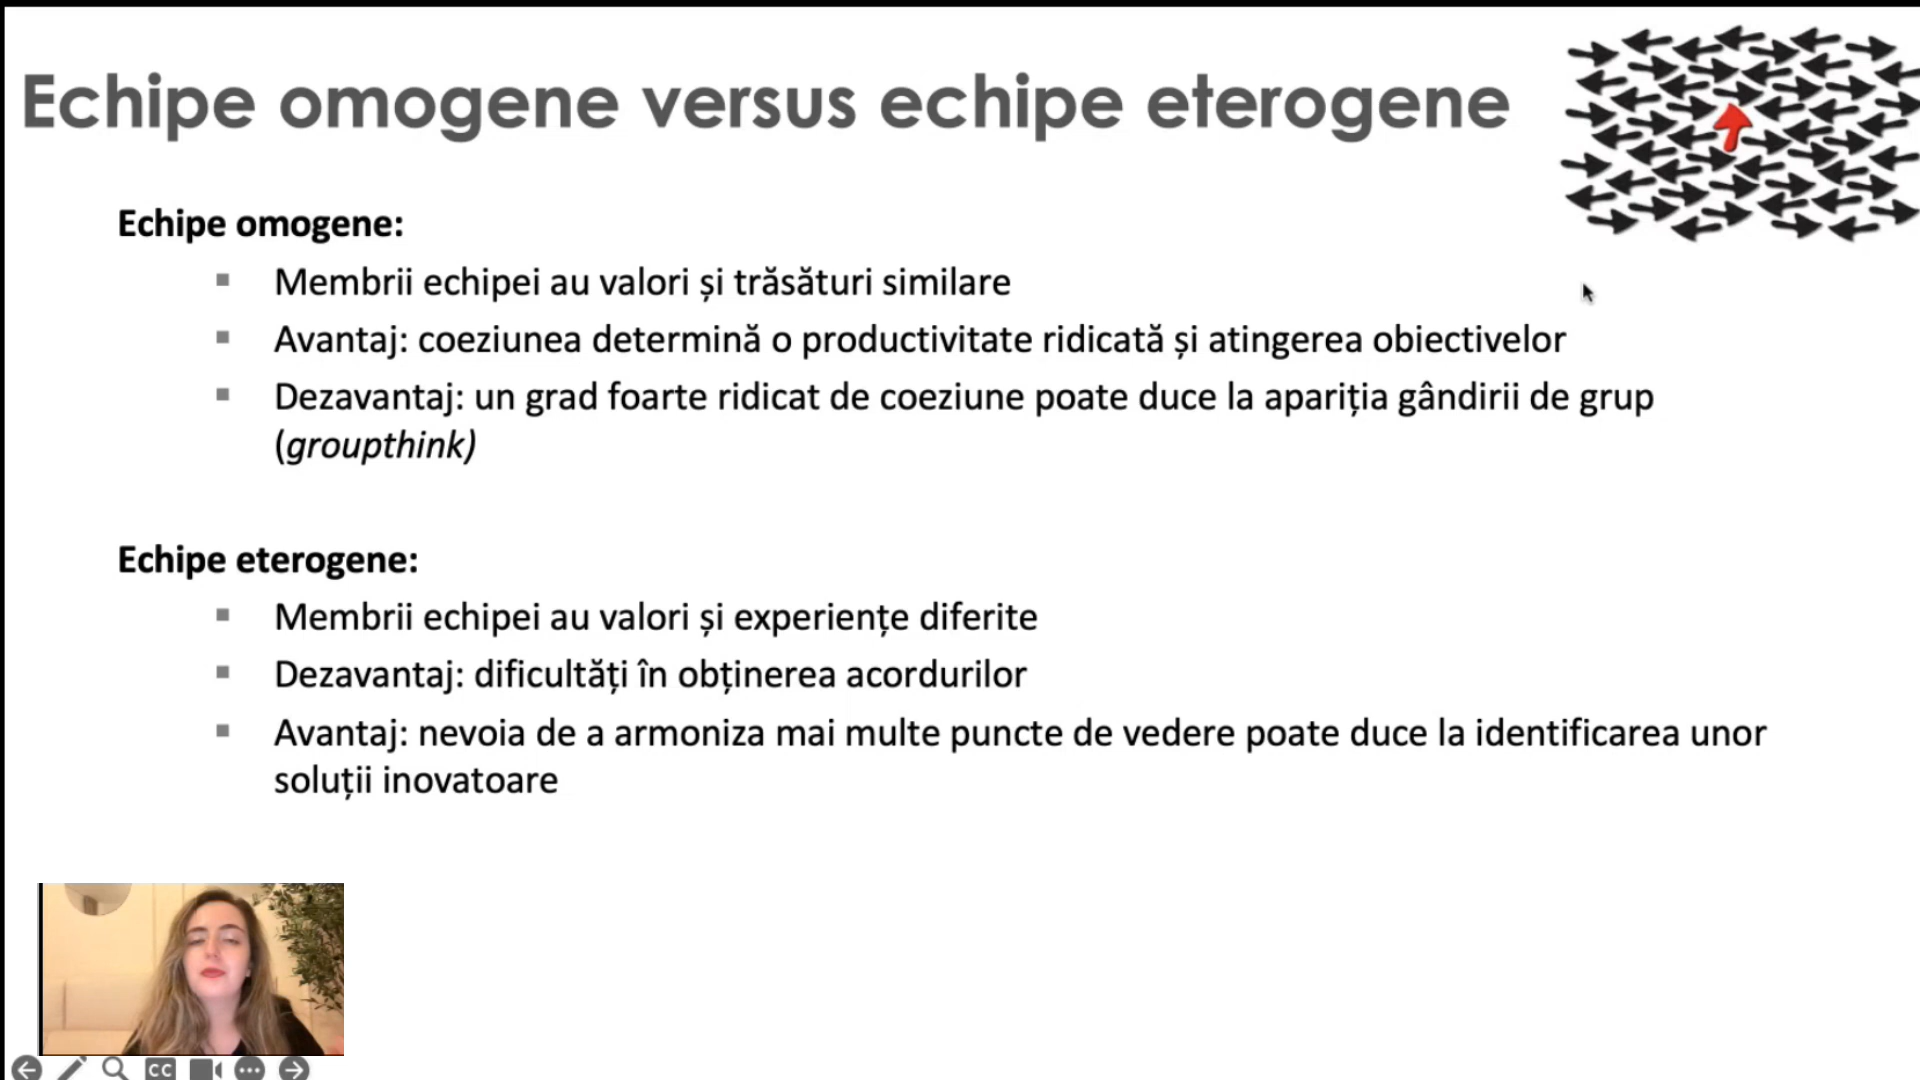 Echipe omogene versus echipe eterogene
Echipe omogene:
Membrii echipei au valori și trăsături similare
Avantaj: coeziunea determină o productivitate ridicată și atingerea obiectivelor
Dezavantaj: un grad foarte ridicat de coeziune poate duce la apariția gândirii de grup
(groupthink)
Echipe eterogene:
Membrii echipei au valori și experiențe diferite
Dezavantaj: dificultăți în obținerea acordurilor
Avantaj: nevoia de a armoniza mai multe puncte de vedere poate duce la identificarea unor
soluții inovatoare
CC